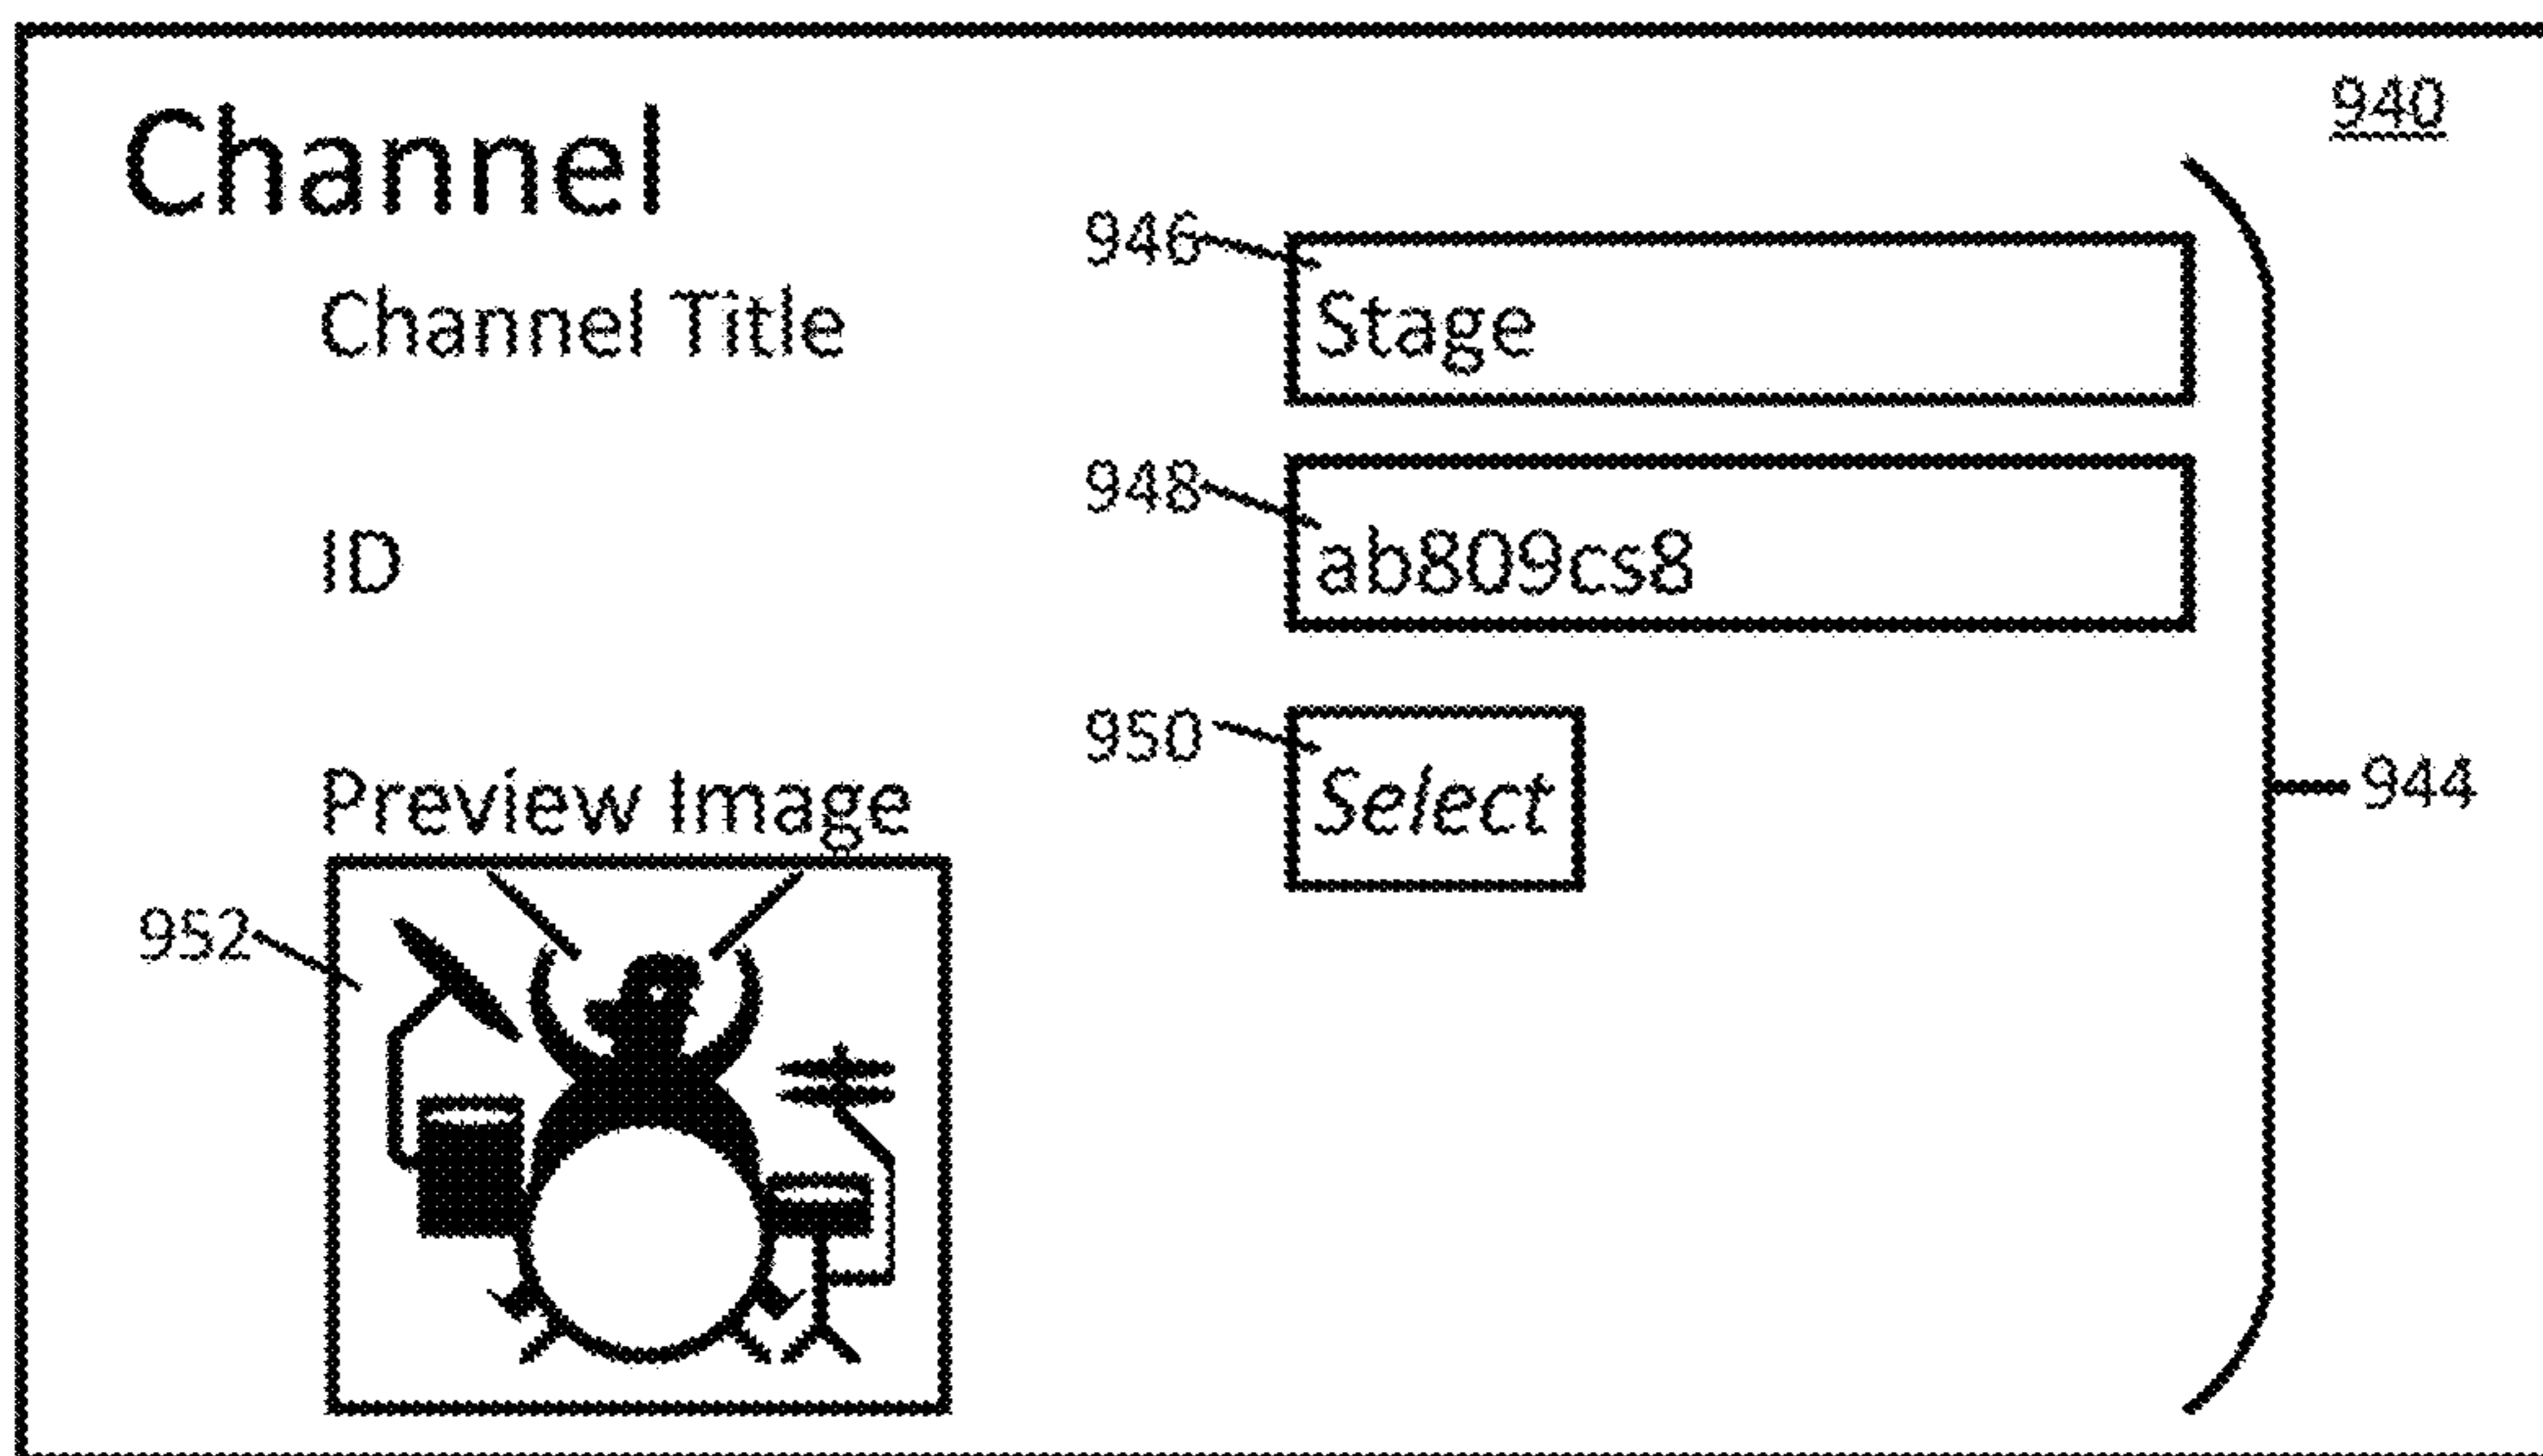 940
Channel
946
Channel Title
Stage
948
ID
ab809cs8
950
Preview Image
Select
944
952